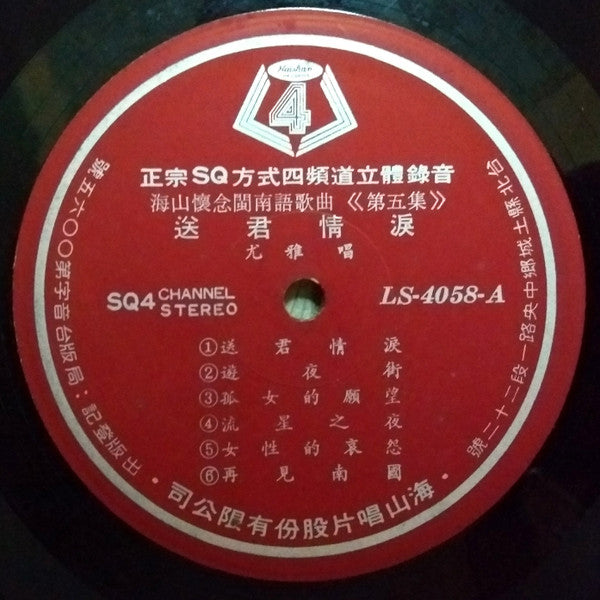 Haishan
4
正宗SQ方式四頻道立體錄音
海山懷念閩南語歌曲《第五集》
送君情淚
尤雅唱
SQ4 CHANNEL STEREO
LS-4058-A
①送君情淚
②遊夜街
③孤女的願望
④流星之夜
⑤女性的哀怨
⑥再見南國
台北縣土城鄉中央路一段二十二號・
海山唱片股份有限公司・
出版登記：局版台音字第〇〇六五號